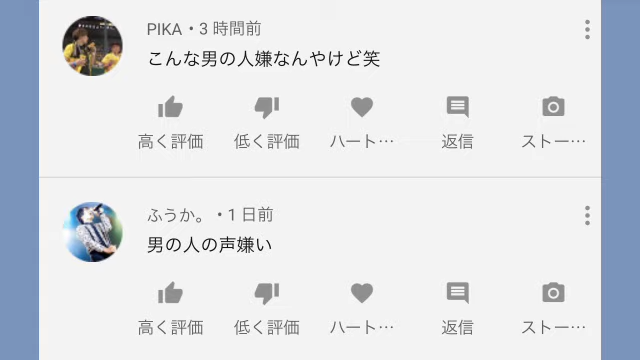 PIKA・3 時間前
こんな男の人嫌なんやけど笑
高く評価 低く評価 ハート… 返信 ストー…
ふうか。・1 日前
男の人の声嫌い
高く評価 低く評価 ハート… 返信 ストー…